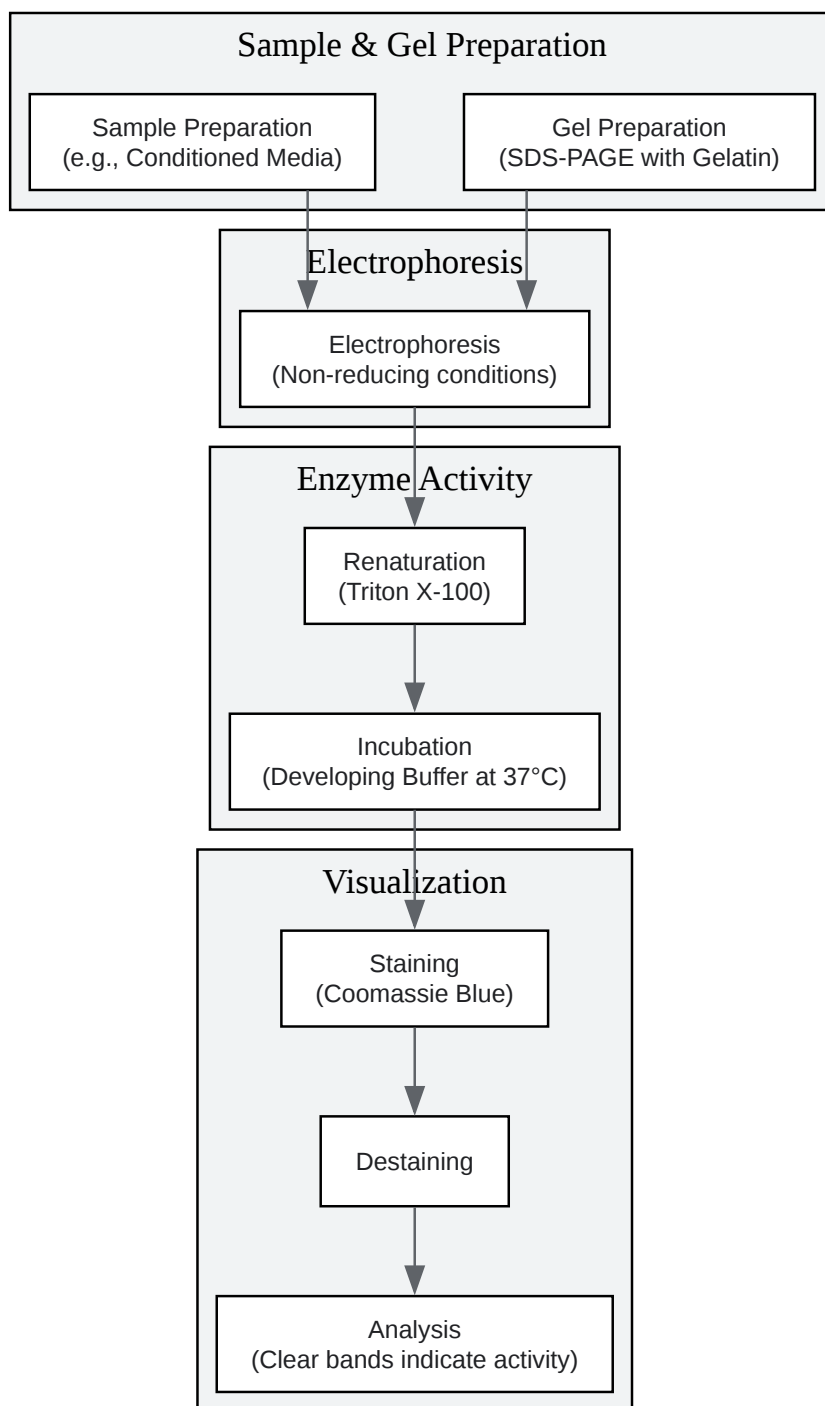 Sample & Gel Preparation
Sample Preparation
(e.g., Conditioned Media)
Gel Preparation
(SDS-PAGE with Gelatin)
Electrophoresis
Electrophoresis
(Non-reducing conditions)
Enzyme Activity
Renaturation
(Triton X-100)
Incubation
(Developing Buffer at 37°C)
Visualization
Staining
(Coomassie Blue)
Destaining
Analysis
(Clear bands indicate activity)